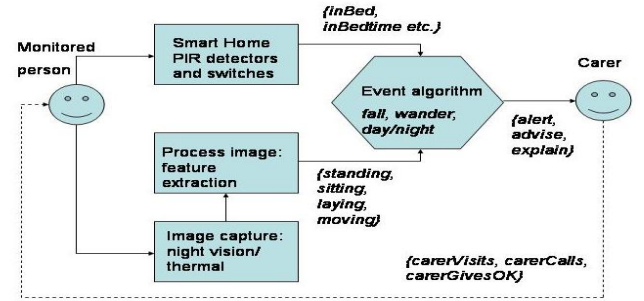 Monitored
person
Smart Home
PIR detectors
and switches
{inBed,
inBedtime etc.}
Event algorithm
fall, wander,
day/night
Carer
{alert,
advise,
explain}
Process image:
feature
extraction
{standing,
sitting,
laying,
moving}
Image capture:
night vision/
thermal
{carerVisits, carerCalls,
carerGivesOK}